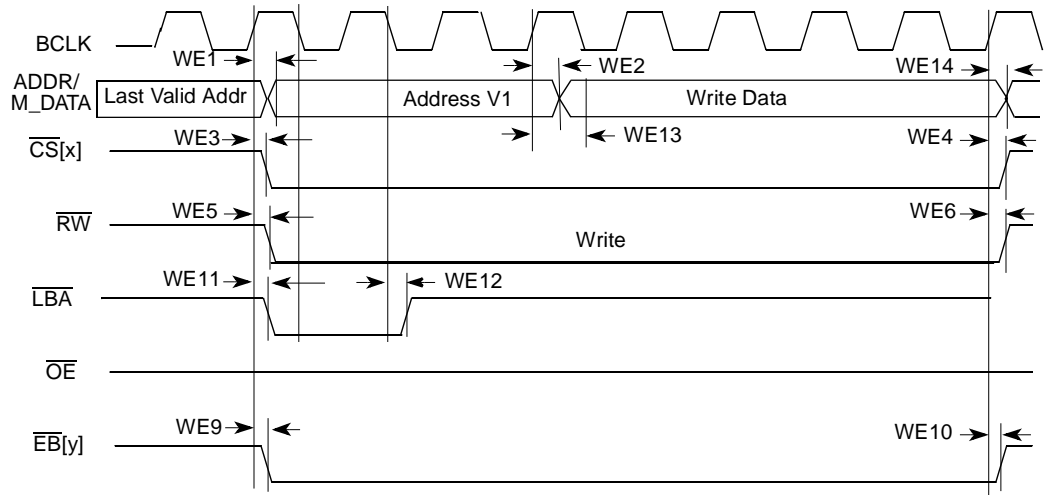 BCLK
WE1
WE2
WE14
ADDR/
M_DATA
Last Valid Addr
Address V1
Write Data
WE3
WE13
WE4
CS[x]
WE5
WE6
RW
Write
WE11
WE12
LBA
OE
WE9
WE10
EB[y]